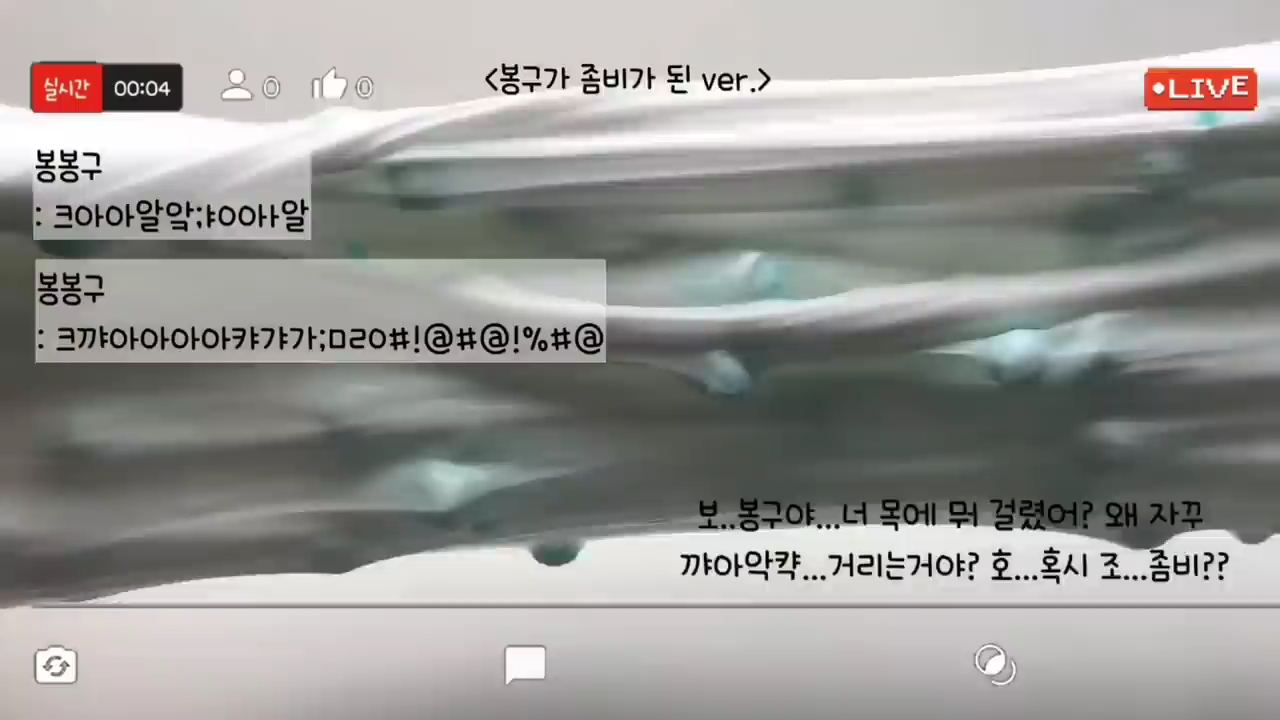 실시간 00:04 0 0 <봉구가 좀비가 된 ver.> LIVE
봉봉구
: 크아아알앜;ㅑㅇㅇㅏ알
봉봉구
: 크꺄아아아아캬갸가;ㅁㄹㅇ#!@#@!%#@
보..봉구야...너 목에 뭐 걸렸어? 왜 자꾸
꺄아악캭...거리는거야? 호...혹시 조...좀비??